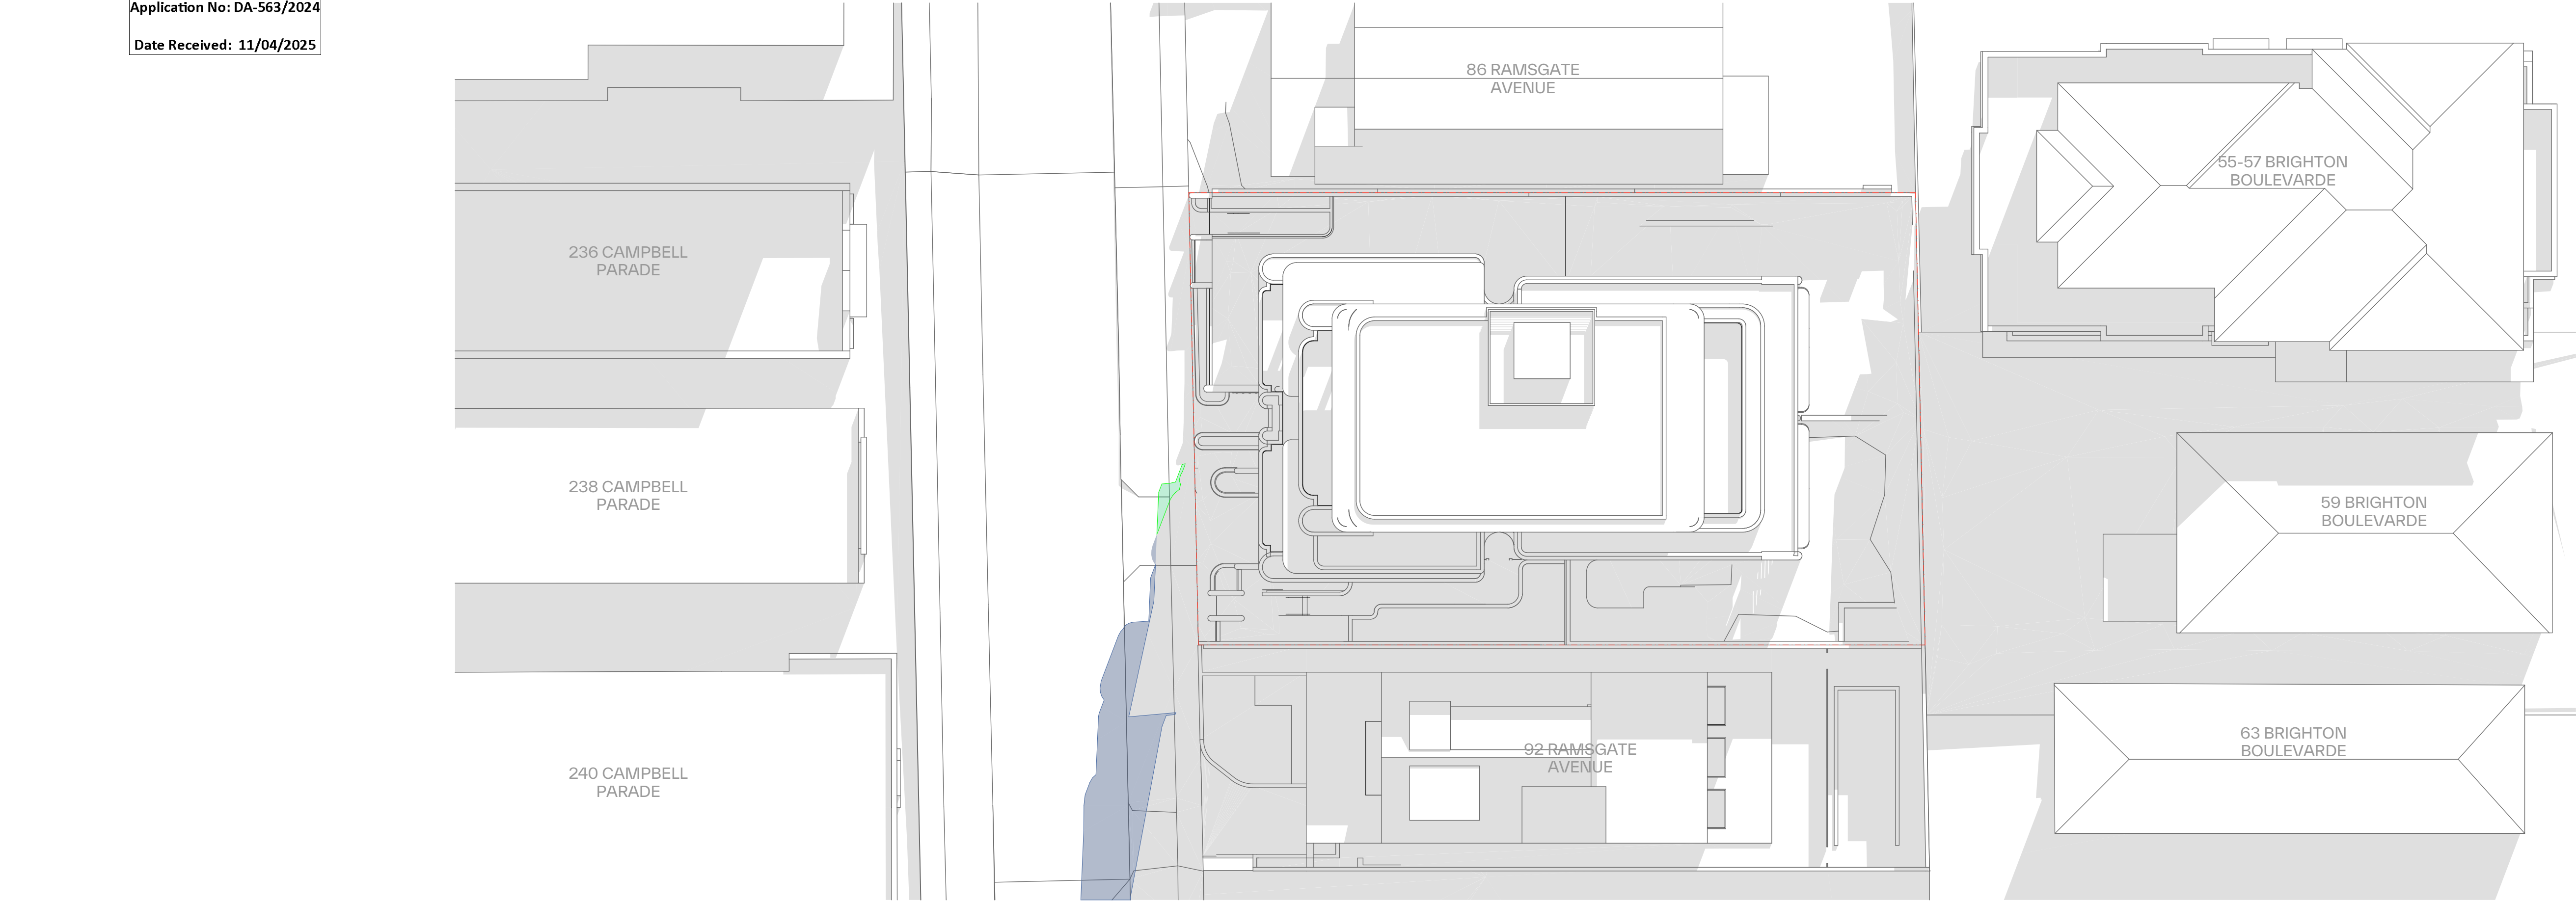 Application No: DA-563/2024
Date Received: 11/04/2025
86 RAMSGATE
AVENUE
55-57 BRIGHTON
BOULEVARDE
236 CAMPBELL
PARADE
238 CAMPBELL
PARADE
59 BRIGHTON
BOULEVARDE
240 CAMPBELL
PARADE
92 RAMSGATE
AVENUE
63 BRIGHTON
BOULEVARDE